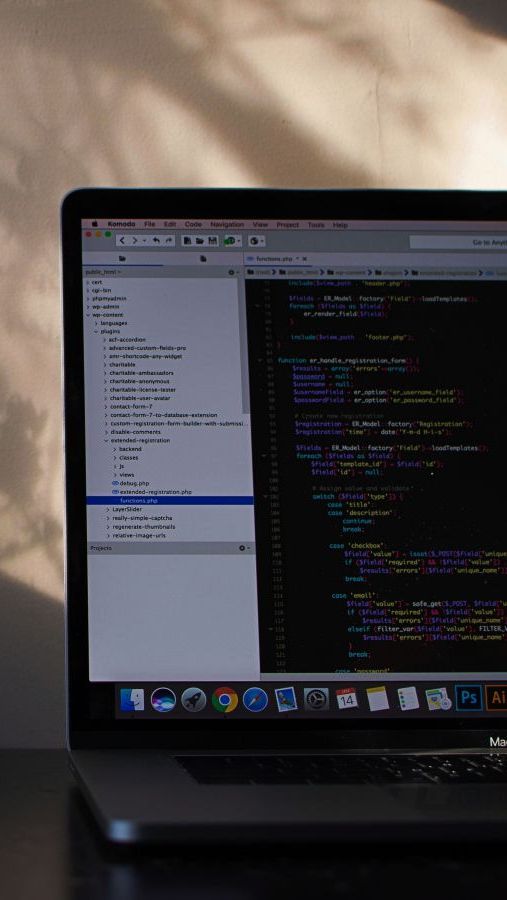 Komodo File Edit Code Navigation View Project Tools Help
Go to Anyt
functions.php
public_html
cert
cgi-bin
phpmyadmin
wp-admin
wp-content
languages
plugins
acf-accordion
advanced-custom-fields-pro
amr-shortcode-any-widget
charitable
charitable-ambassadors
charitable-anonymous
charitable-license-leaser
charitable-user-avatar
contact-form-7
contact-form-7-to-database-extension
custom-registration-form-builder-with-submissi...
disable-comments
extended-registration
backend
classes
js
views
debug.php
extended-registration.php
functions.php
LayerSlider
really-simple-captcha
regenerate-thumbnails
relative-image-urls
Projects
include($view_path . 'header.php');
$fields = ER_Model::factory('Field')->loadTemplates();
foreach ($fields as $field) {
er_render_field($field);
}
include($view_path . 'footer.php');
}
function er_handle_registration_form() {
$results = array('errors'=>array());
$password = null;
$username = null;
$usernameField = er_option('er_username_field');
$passwordField = er_option('er_password_field');
# Create new registration
$registration = ER_Model::factory('Registration');
$registration['time'] = date('Y-m-d H-i-s');
$fields = ER_Model::factory('Field')->loadTemplates();
foreach ($fields as $field) {
$field['template_id'] = $field['id'];
$field['id'] = null;
# Assign value and validate
switch ($field['type']) {
case 'title':
case 'description':
continue;
break;
case 'checkbox':
$field['value'] = isset($_POST[$field['unique
if ($field['required'] && !$field['value'])
$results['errors'][$field['unique_name'
break;
case 'email':
$field['value'] = safe_get($_POST, $field['u
if ($field['required'] && !$field['value'])
$results['errors'][$field['unique_name'
elseif (filter_var($field['value'], FILTER_V
$results['errors'][$field['unique_name'
}
break;
case 'password'
14
Ps
Ai
Mac